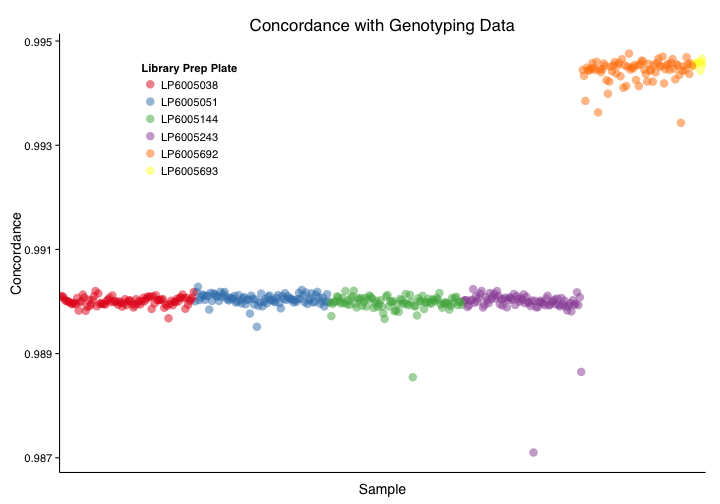 Concordance with Genotyping Data
0.995
Library Prep Plate
LP6005038
LP6005051
LP6005144
LP6005243
LP6005692
LP6005693
0.993
0.991
0.989
0.987
Concordance
Sample